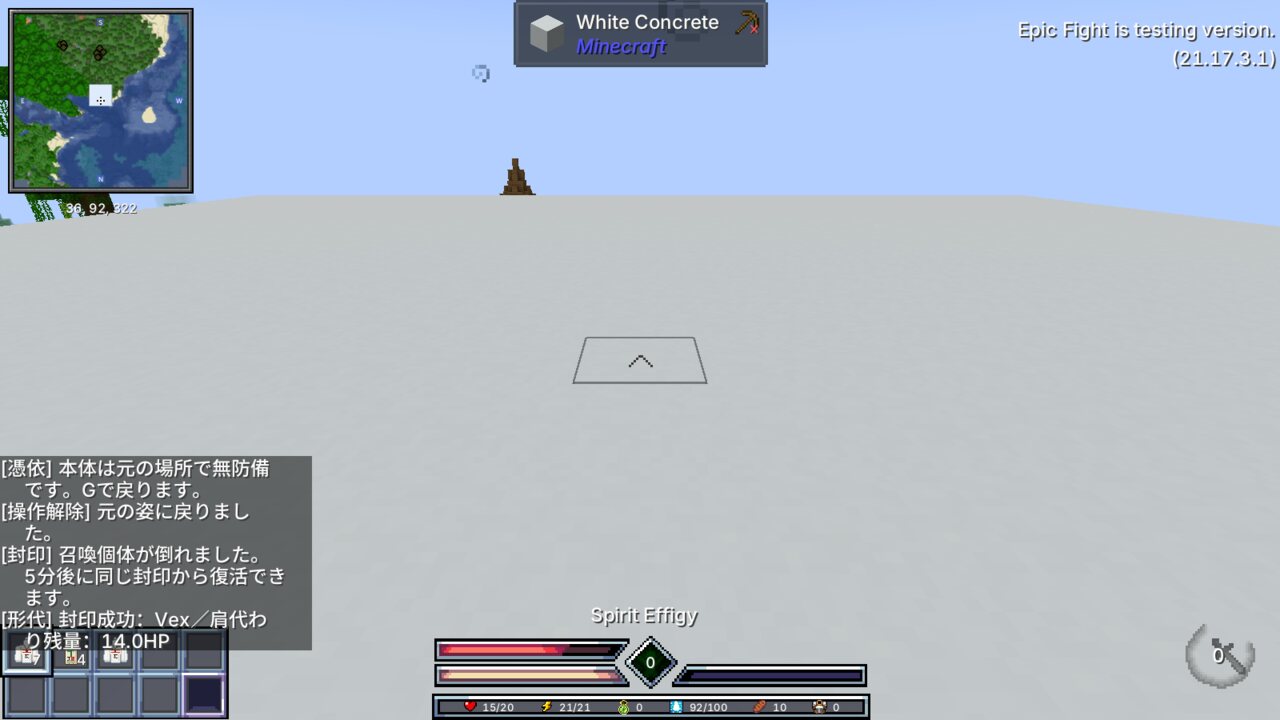 White Concrete
Minecraft
Epic Fight is testing version.
(21.17.3.1)
S
E
W
N
36, 92, 322
[憑依] 本体は元の場所で無防備
です。Gで戻ります。
[操作解除] 元の姿に戻りまし
た。
[封印] 召喚個体が倒れました。
5分後に同じ封印から復活でき
ます。
[形代] 封印成功: Vex／肩代わ
り残量: 14.0HP
7
4
Spirit Effigy
0
15/20
21/21
0
92/100
10
0
0